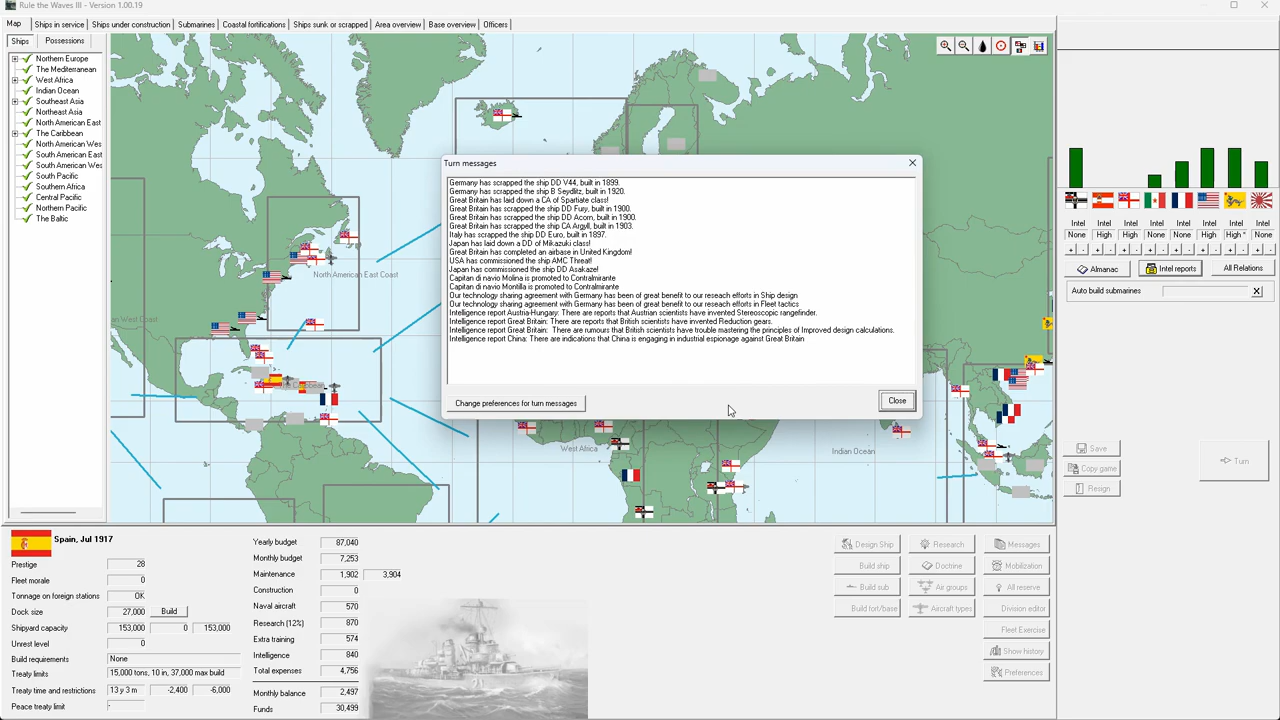 Rule the Waves III - Version 1.00.19
Map
Ships in service
Ships under construction
Submarines
Coastal fortifications
Ships sunk or scrapped
Area overview
Base overview
Officers
Ships
Possessions
Northern Europe
The Mediterranean
West Africa
Indian Ocean
Southeast Asia
Northeast Asia
North American East
The Caribbean
North American Wes
South American East
South American Wes
South Pacific
Southern Africa
Central Pacific
Northern Pacific
The Baltic
North American East Coast
an West Coast
Caribbean
West Africa
Indian Ocean
Turn messages
Germany has scrapped the ship DD V44, built in 1899.
Germany has scrapped the ship B Seydlitz, built in 1920.
Great Britain has laid down a CA of Spartiate class!
Great Britain has scrapped the ship DD Fury, built in 1900.
Great Britain has scrapped the ship DD Acorn, built in 1900.
Great Britain has scrapped the ship CA Argyll, built in 1903.
Italy has scrapped the ship DD Euro, built in 1897.
Japan has laid down a DD of Mikazuki class!
Great Britain has completed an airbase in United Kingdom!
USA has commissioned the ship AMC Threat!
Japan has commissioned the ship DD Asakaze!
Capitan di navio Molina is promoted to Contralmirante
Capitan di navio Montilla is promoted to Contralmirante
Our technology sharing agreement with Germany has been of great benefit to our reseach efforts in Ship design
Our technology sharing agreement with Germany has been of great benefit to our reseach efforts in Fleet tactics
Intelligence report Austria-Hungary: There are reports that Austrian scientists have invented Stereoscopic rangefinder.
Intelligence report Great Britain: There are reports that British scientists have invented Reduction gears.
Intelligence report Great Britain: There are rumours that British scientists have trouble mastering the principles of Improved design calculations.
Intelligence report China: There are indications that China is engaging in industrial espionage against Great Britain
Change preferences for turn messages
Close
Intel Intel Intel Intel Intel Intel Intel Intel
None High High None High High High * None
Almanac
Intel reports
All Relations
Auto build submarines
Save
Copy game
Resign
Turn
Spain, Jul 1917
Prestige 28
Fleet morale 0
Tonnage on foreign stations OK
Dock size 27,000 Build
Shipyard capacity 153,000 0 153,000
Unrest level 0
Build requirements None
Treaty limits 15,000 tons, 10 in, 37,000 max build
Treaty time and restrictions 13 y 3 m -2,400 -6,000
Peace treaty limit -
Yearly budget 87,040
Monthly budget 7,253
Maintenance 1,902 3,904
Construction 0
Naval aircraft 570
Research (12%) 870
Extra training 574
Intelligence 840
Total expenses 4,756
Monthly balance 2,497
Funds 30,499
Design Ship
Research
Messages
Build ship
Doctrine
Mobilization
Build sub
Air groups
All reserve
Build fort/base
Aircraft types
Division editor
Fleet Exercise
Show history
Preferences